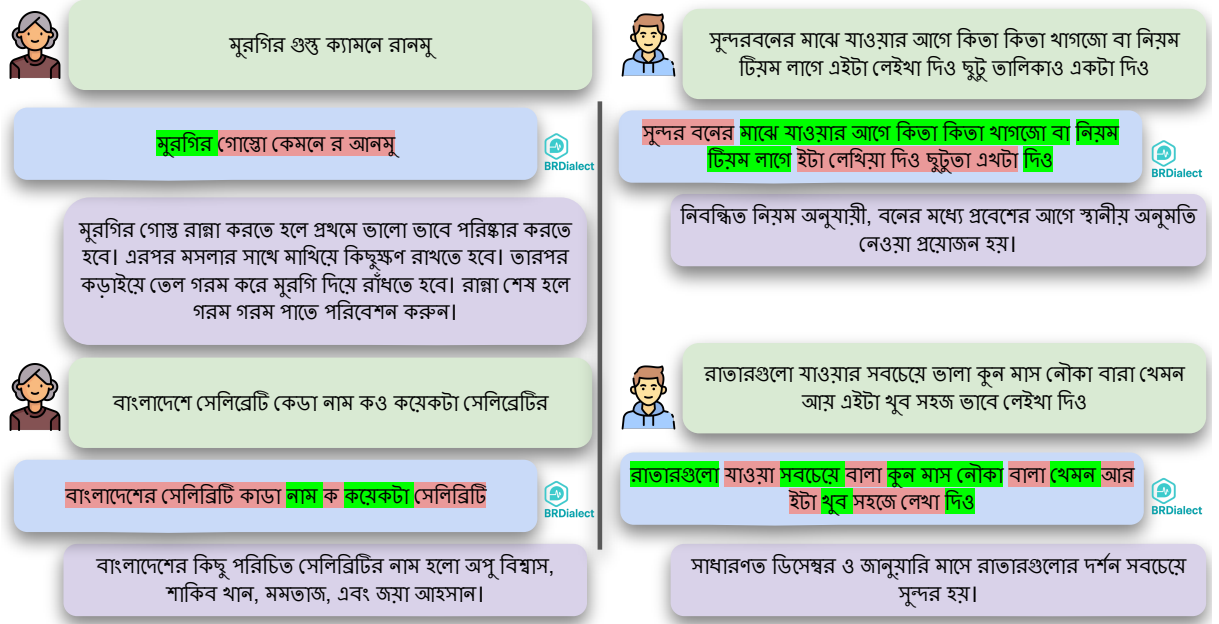 মুরগির গুস্তু ক্যামনে রানমু
মুরগির গোস্তো কেমনে র আনমু
BRDialect
মুরগির গোস্ত রান্না করতে হলে প্রথমে ভালো ভাবে পরিষ্কার করতে
হবে। এরপর মসলার সাথে মাখিয়ে কিছুক্ষণ রাখতে হবে। তারপর
কড়াইয়ে তেল গরম করে মুরগি দিয়ে রাঁধতে হবে। রান্না শেষ হলে
গরম গরম পাতে পরিবেশন করুন।
বাংলাদেশে সেলিব্রেটি কেডা নাম কও কয়েকটা সেলিব্রেটির
বাংলাদেশের সেলিব্রিটি কাডা নাম ক কয়েকটা সেলিব্রিটি
BRDialect
বাংলাদেশের কিছু পরিচিত সেলিব্রিটির নাম হলো অপু বিশ্বাস,
শাকিব খান, মমতাজ, এবং জয়া আহসান।
সুন্দরবনের মাঝে যাওয়ার আগে কিতা কিতা খাগজো বা নিয়ম
টিয়ম লাগে এইটা লেইখা দিও ছুটু তালিকাও একটা দিও
সুন্দর বনের মাঝে যাওয়ার আগে কিতা কিতা খাগজো বা নিয়ম
টিয়ম লাগে ইটা লেখিয়া দিও ছুটুতা এখটা দিও
BRDialect
নিবন্ধিত নিয়ম অনুযায়ী, বনের মধ্যে প্রবেশের আগে স্থানীয় অনুমতি
নেওয়া প্রয়োজন হয়।
রাতারগুলো যাওয়ার সবচেয়ে ভালা কুন মাস নৌকা বারা খেমন
আয় এইটা খুব সহজ ভাবে লেইখা দিও
রাতারগুলো যাওয়া সবচেয়ে বালা কুন মাস নৌকা বালা খেমন আর
ইটা খুব সহজে লেখা দিও
BRDialect
সাধারণত ডিসেম্বর ও জানুয়ারি মাসে রাতারগুলোর দর্শন সবচেয়ে
সুন্দর হয়।